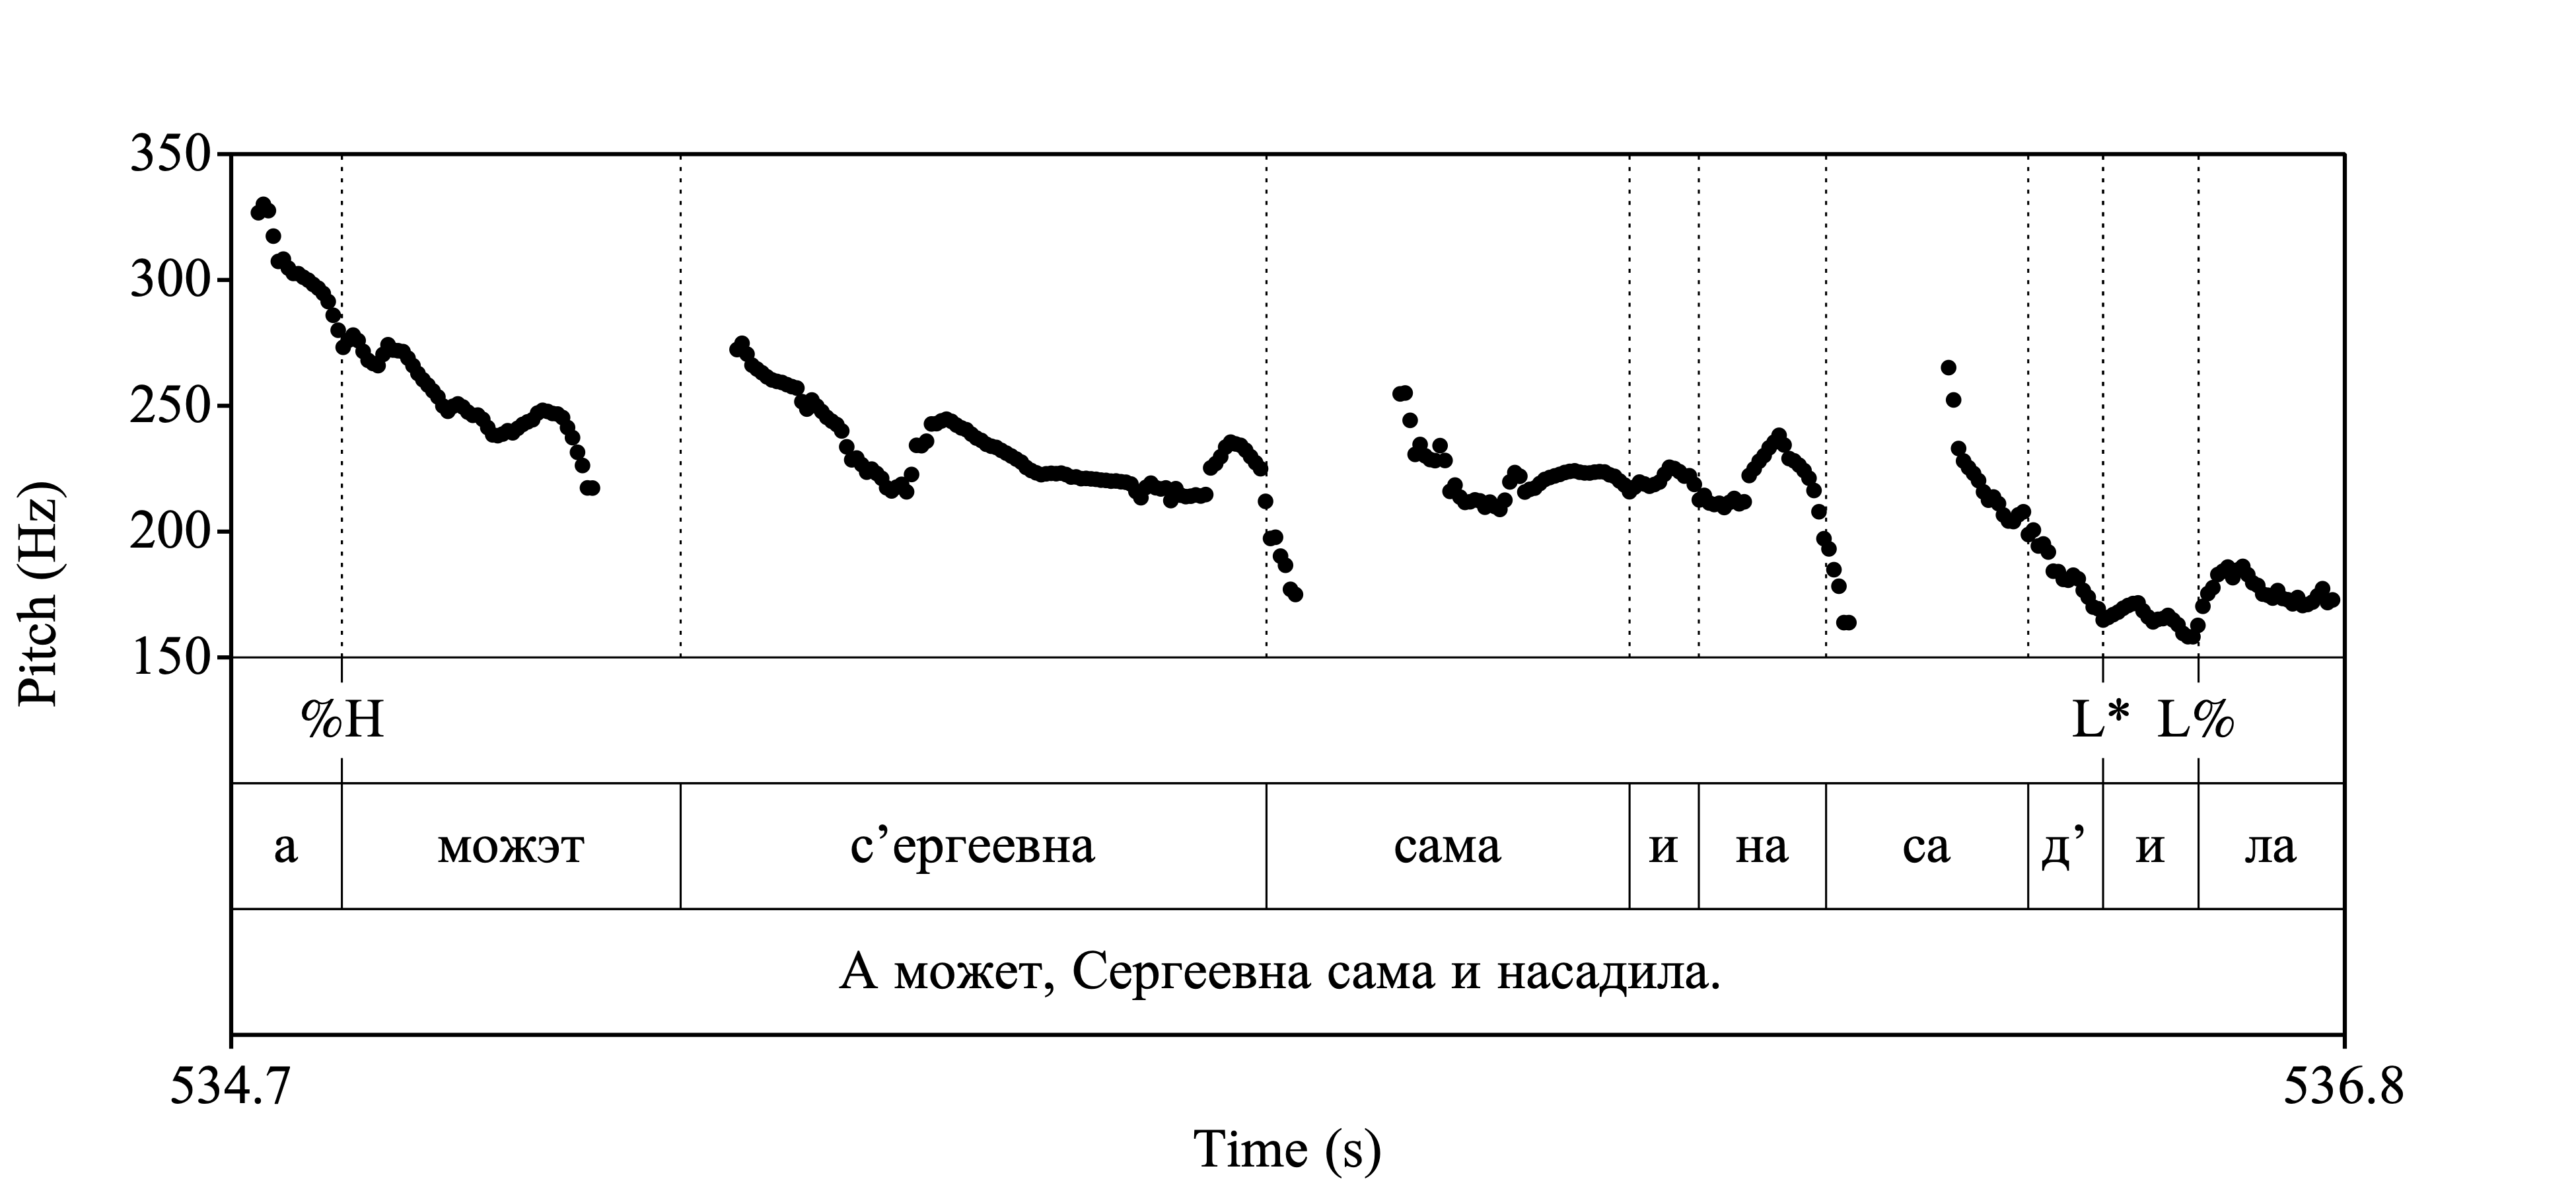 350
300
250
200
150
Pitch (Hz)
%H L* L%
а можэт с’ергеевна сама и на са д’ и ла
А может, Сергеевна сама и насадила.
534.7 536.8
Time (s)